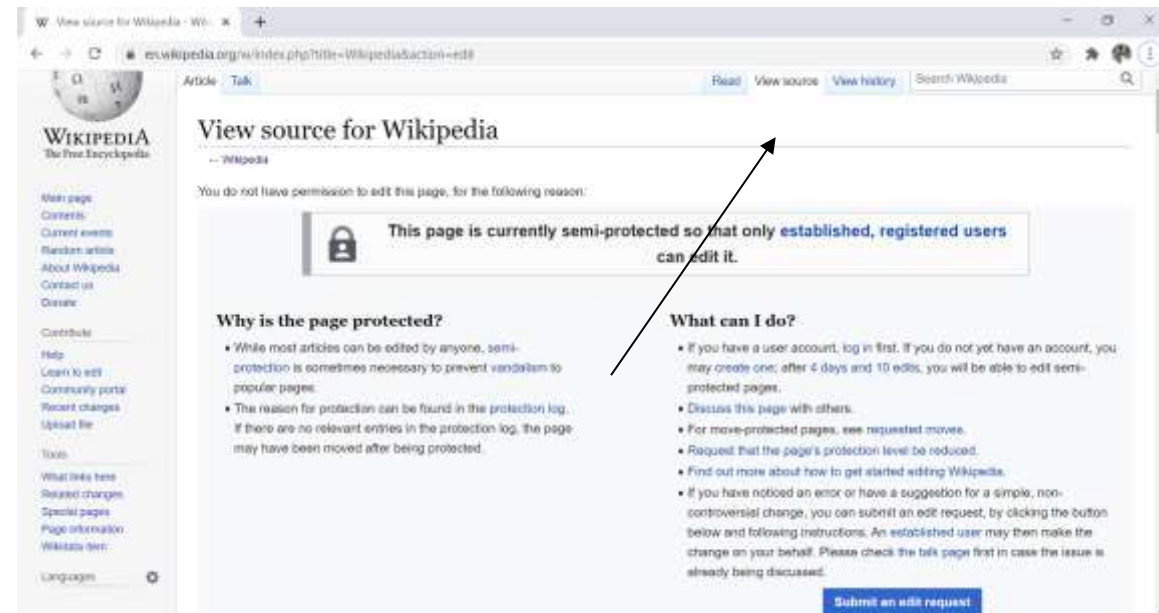 View source for Wikipedia - Wi
en.wikipedia.org/w/index.php?title=Wikipedia&action=edit
Article Talk Read View source View history Search Wikipedia
WIKIPEDIA
The Free Encyclopedia
Main page
Contents
Current events
Random article
About Wikipedia
Contact us
Donate
Contribute
Help
Learn to edit
Community portal
Recent changes
Upload file
Tools
What links here
Related changes
Special pages
Page information
Wikidata item
Languages
View source for Wikipedia
← Wikipedia
You do not have permission to edit this page, for the following reason:
This page is currently semi-protected so that only established, registered users
can edit it.
Why is the page protected?
• While most articles can be edited by anyone, semi-
protection is sometimes necessary to prevent vandalism to
popular pages.
• The reason for protection can be found in the protection log.
If there are no relevant entries in the protection log, the page
may have been moved after being protected.
What can I do?
• If you have a user account, log in first. If you do not yet have an account, you
may create one; after 4 days and 10 edits, you will be able to edit semi-
protected pages.
• Discuss this page with others.
• For move-protected pages, see requested moves.
• Request that the page's protection level be reduced.
• Find out more about how to get started editing Wikipedia.
• If you have noticed an error or have a suggestion for a simple, non-
controversial change, you can submit an edit request, by clicking the button
below and following instructions. An established user may then make the
change on your behalf. Please check the talk page first in case the issue is
already being discussed.
Submit an edit request